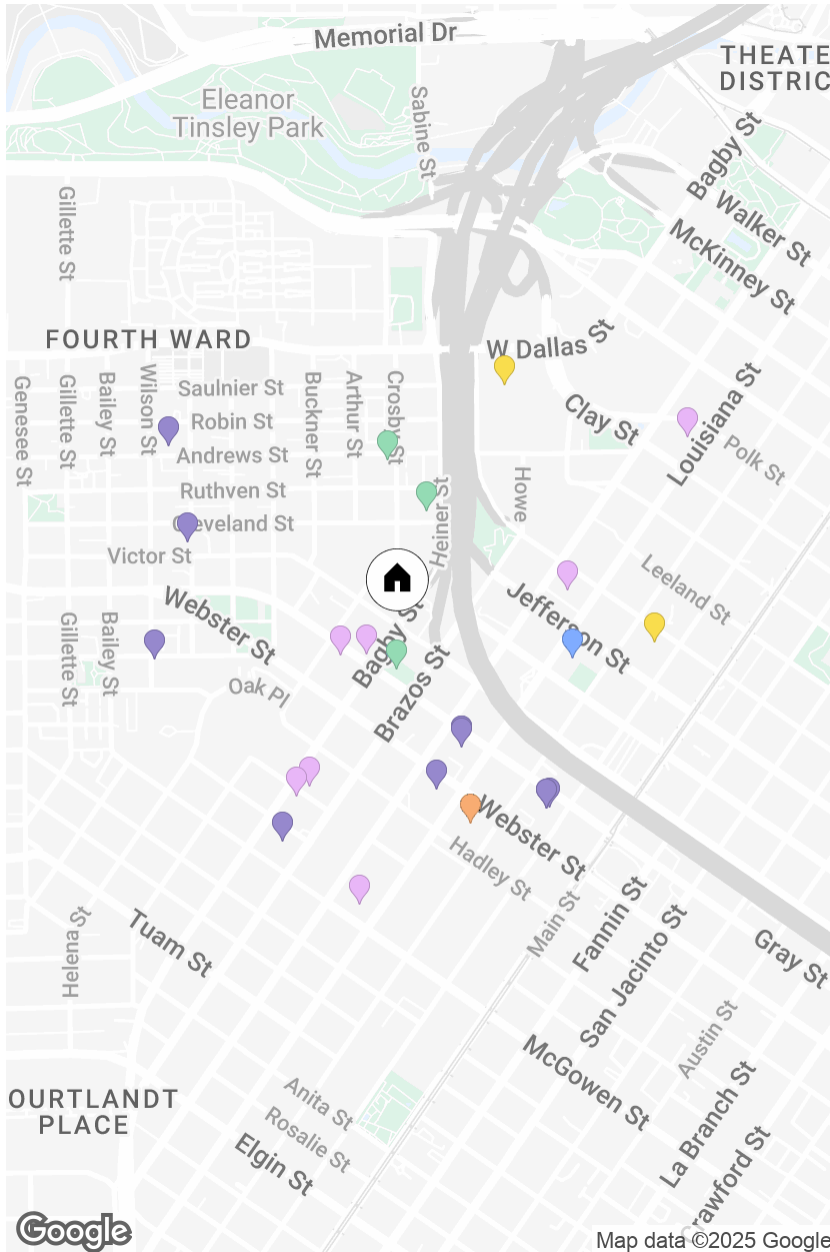 Memorial Dr
THEATE
DISTRIC
Eleanor
Tinsley Park
Sabine St
Bagby St
Gillette St
Walker St
McKinney St
FOURTH WARD
W Dallas St
Genesee St
Gillette St
Bailey St
Wilson St
Saulnier St
Buckner St
Arthur St
Crosby St
Louisiana St
Robin St
Clay St
Polk St
Andrews St
Ruthven St
Howe
Heiner St
Cleveland St
Victor St
Leeland St
Webster St
Jefferson St
Gillette St
Bailey St
Bagby St
Brazos St
Oak Pl
Webster St
Hadley St
Main St
Fannin St
San Jacinto St
Gray St
Helena St
Tuam St
Austin St
McGowen St
La Branch St
OURTLANDT
PLACE
Anita St
Rosalie St
Elgin St
Crawford St
Google
Map data ©2025 Google